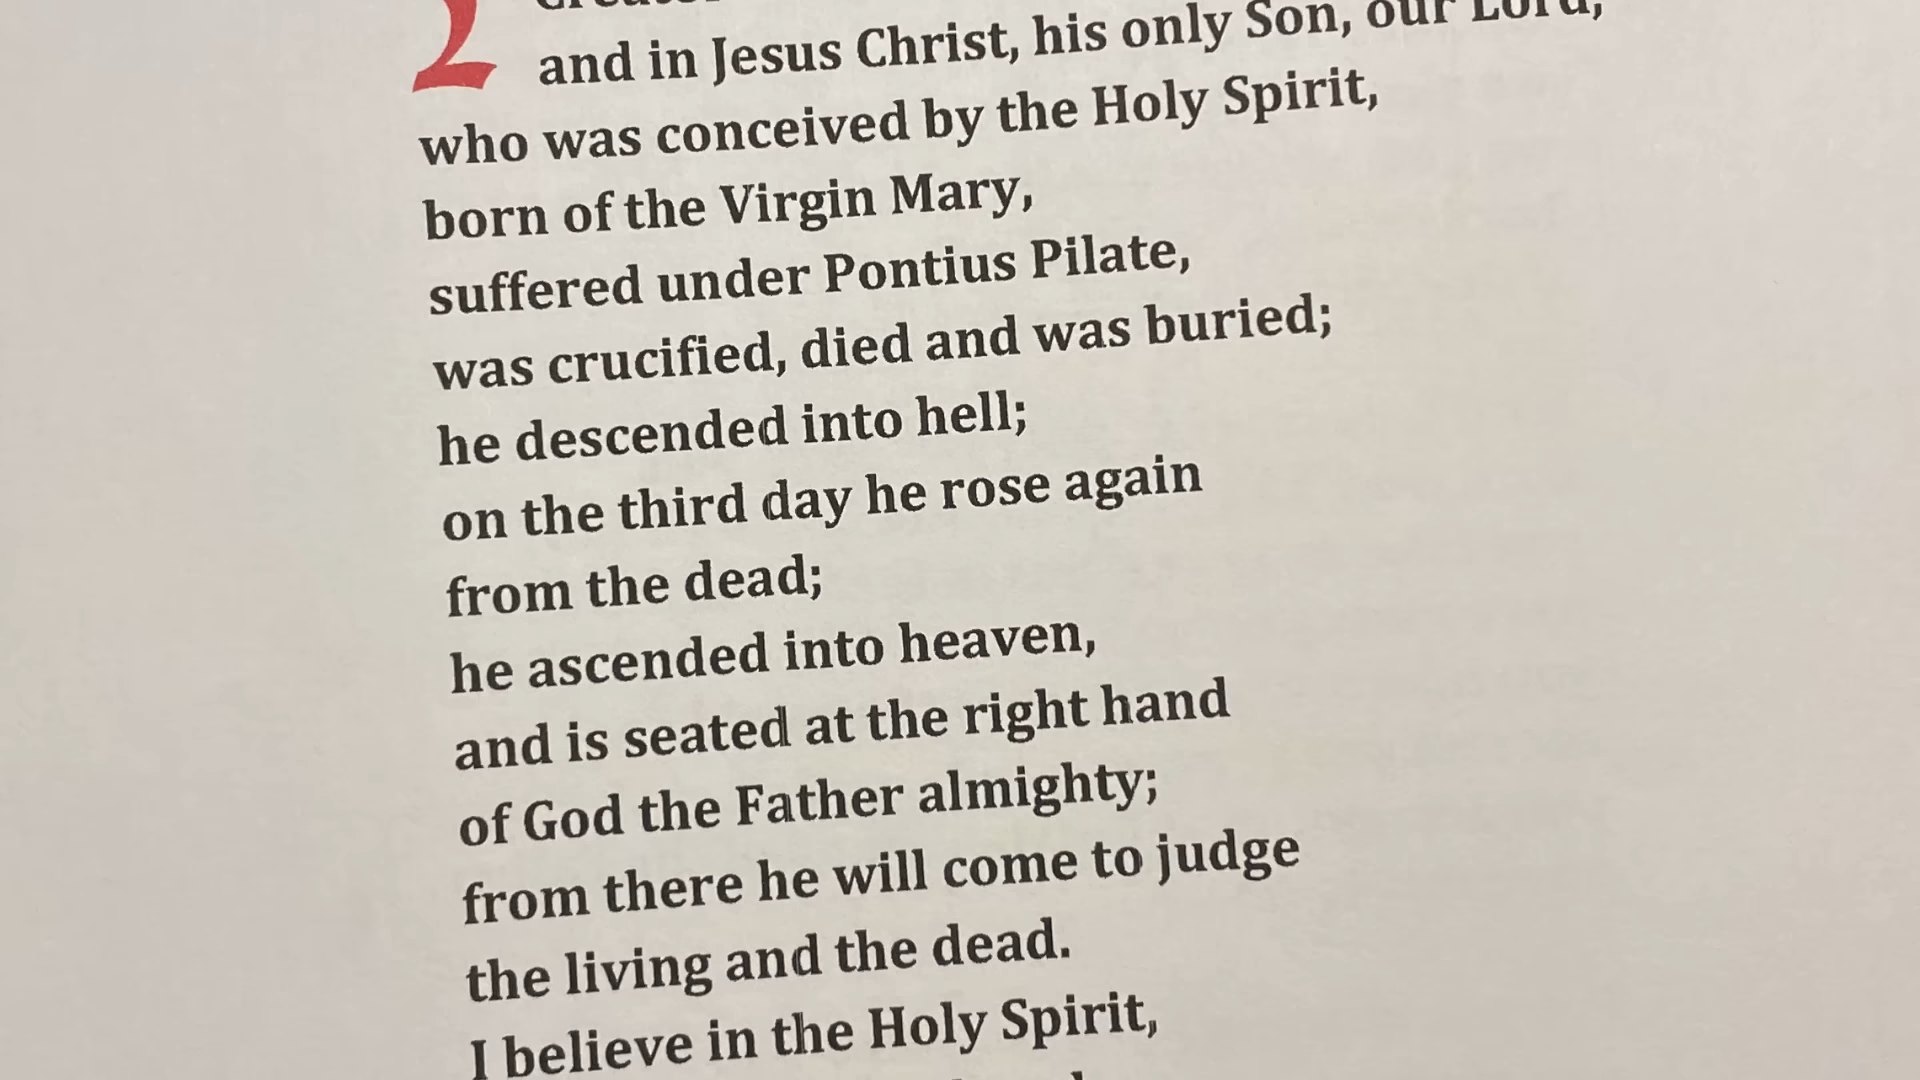 and in Jesus Christ, his only Son, our Lord,
who was conceived by the Holy Spirit,
born of the Virgin Mary,
suffered under Pontius Pilate,
was crucified, died and was buried;
he descended into hell;
on the third day he rose again
from the dead;
he ascended into heaven,
and is seated at the right hand
of God the Father almighty;
from there he will come to judge
the living and the dead.
I believe in the Holy Spirit,